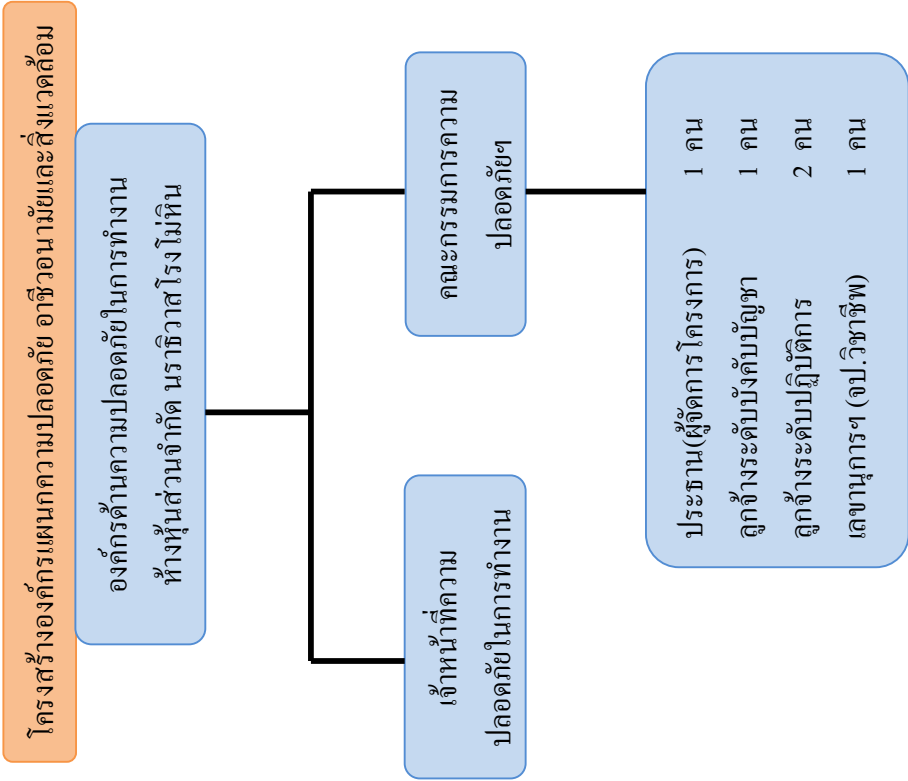 โครงสร้างองค์กรแผนกความปลอดภัย อาชีวอนามัยและสิ่งแวดล้อม
องค์กรด้านความปลอดภัยในการทำงาน
ห้างหุ้นส่วนจำกัด นราธิวาสโรงโม่หิน
เจ้าหน้าที่ความ
ปลอดภัยในการทำงาน
คณะกรรมการความ
ปลอดภัยฯ
ประธาน(ผู้จัดการโครงการ) 1 คน
ลูกจ้างระดับบังคับบัญชา 1 คน
ลูกจ้างระดับปฏิบัติการ 2 คน
เลขานุการฯ (จป.วิชาชีพ) 1 คน